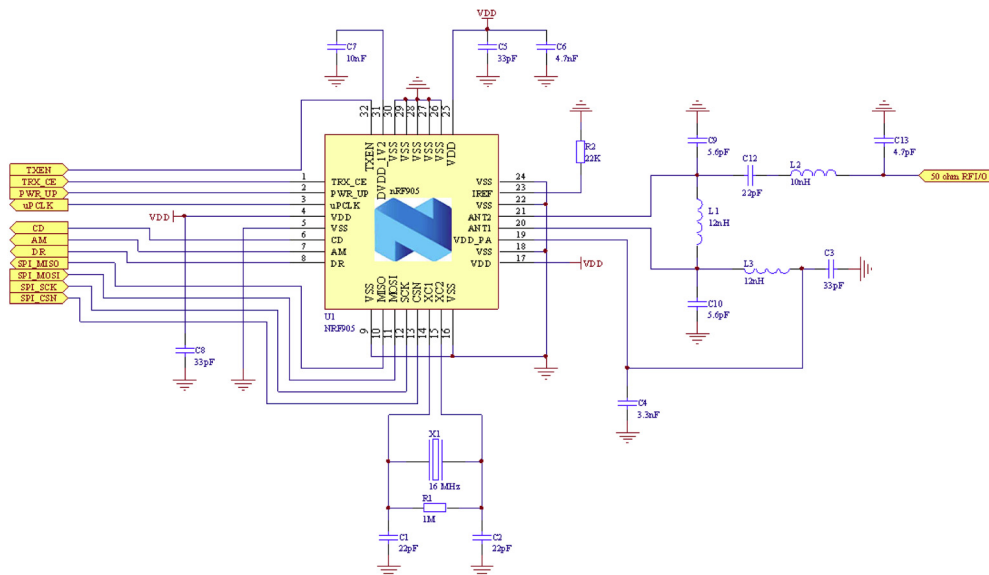 VDD
C7
10nF
C5
33pF
C6
4.7nF
32
31
30
29
28
27
26
25
TXEN
DVDD_1V2
VSS
VSS
VSS
VSS
VSS
VDD
R2
22K
C9
5.6pF
C12
22pF
L2
10nH
C13
4.7pF
50 ohm RFI/0
TXEN
TRX_CE
PWR_UP
uPCLK
CD
AM
DR
SPI_MISO
SPI_MOSI
SPI_SCK
SPI_CSN
VDD
1
2
3
4
5
6
7
8
TRX_CE
PWR_UP
uPCLK
VDD
VSS
CD
AM
DR
nRF905
VSS
IREF
VSS
ANT2
ANT1
VDD_PA
VSS
VDD
24
23
22
21
20
19
18
17
VDD
L1
12nH
L3
12nH
C3
33pF
C10
5.6pF
VSS
MISO
MOSI
SCK
CSN
XC1
XC2
VSS
U1
NRF905
9
10
11
12
13
14
15
16
C8
33pF
C4
3.3nF
X1
16 MHz
R1
1M
C1
22pF
C2
22pF